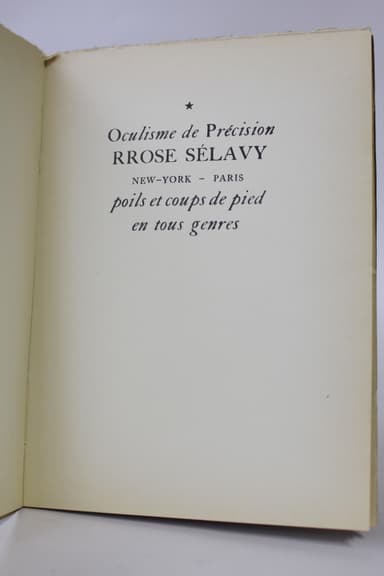 Oculisme de Précision
RROSE SÉLAVY
NEW-YORK – PARIS
poils et coups de pied
en tous genres